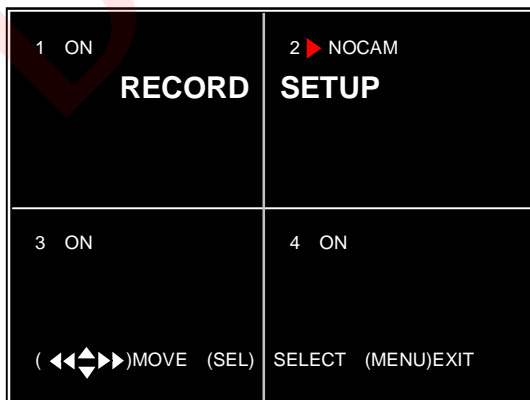 1 ON 2 NOCAM
RECORD SETUP
3 ON 4 ON
( )MOVE (SEL) SELECT (MENU)EXIT